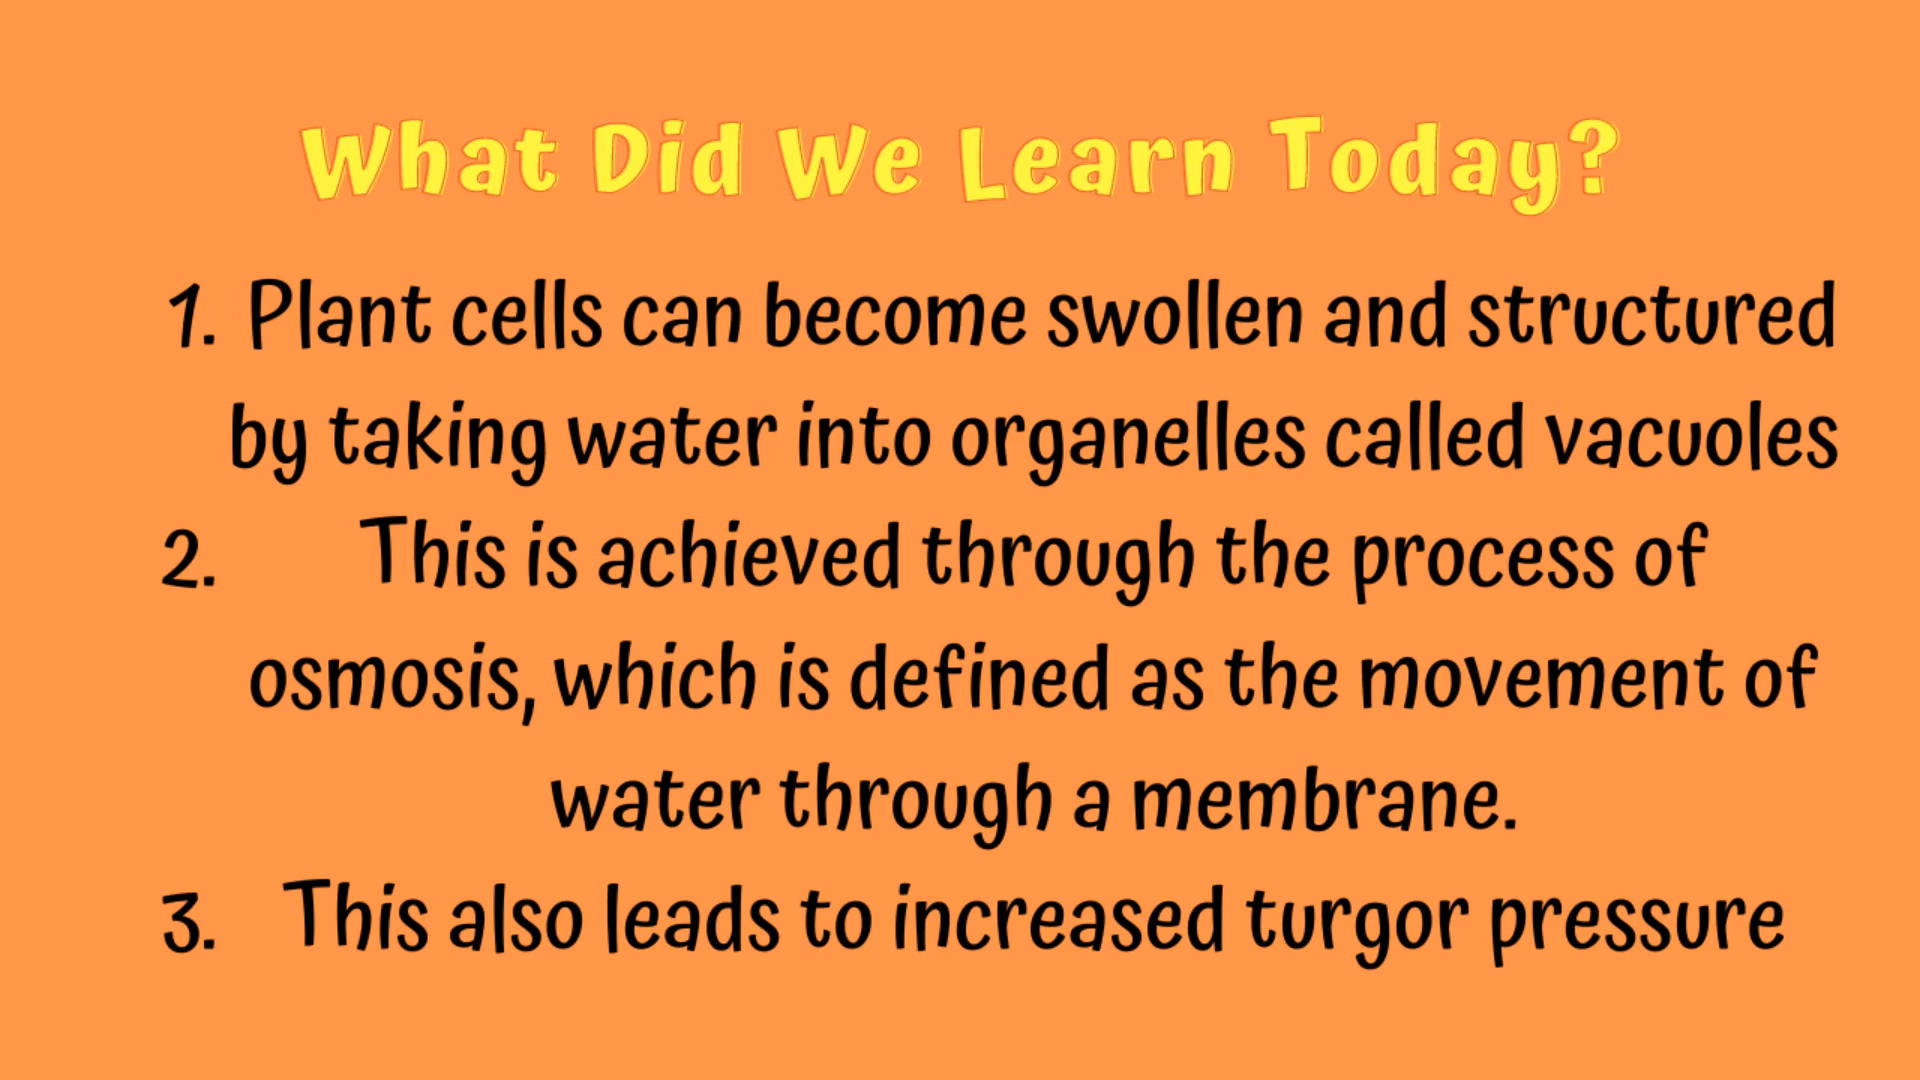 What Did We Learn Today?
1. Plant cells can become swollen and structured
by taking water into organelles called vacuoles
2. This is achieved through the process of
osmosis, which is defined as the movement of
water through a membrane.
3. This also leads to increased turgor pressure